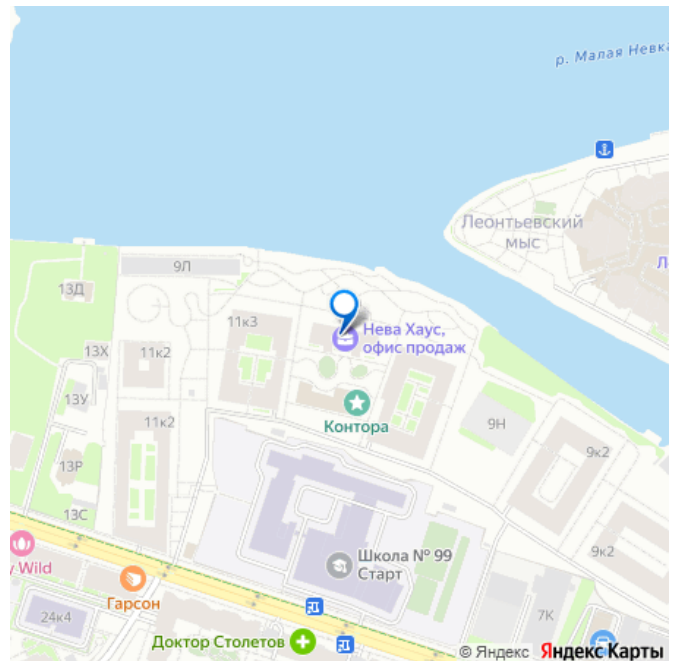 р. Малая Невка
Леонтьевский
мыс
Л
9Л
13Д
11к3
Нева Хаус,
офис продаж
13Х
11к2
13У
11к2
Контора
9Н
9к2
13Р
13С
9к2
y Wild
Школа № 99
Старт
Гарсон
24к4
7К
Доктор Столетов
© Яндекс Яндекс Карты